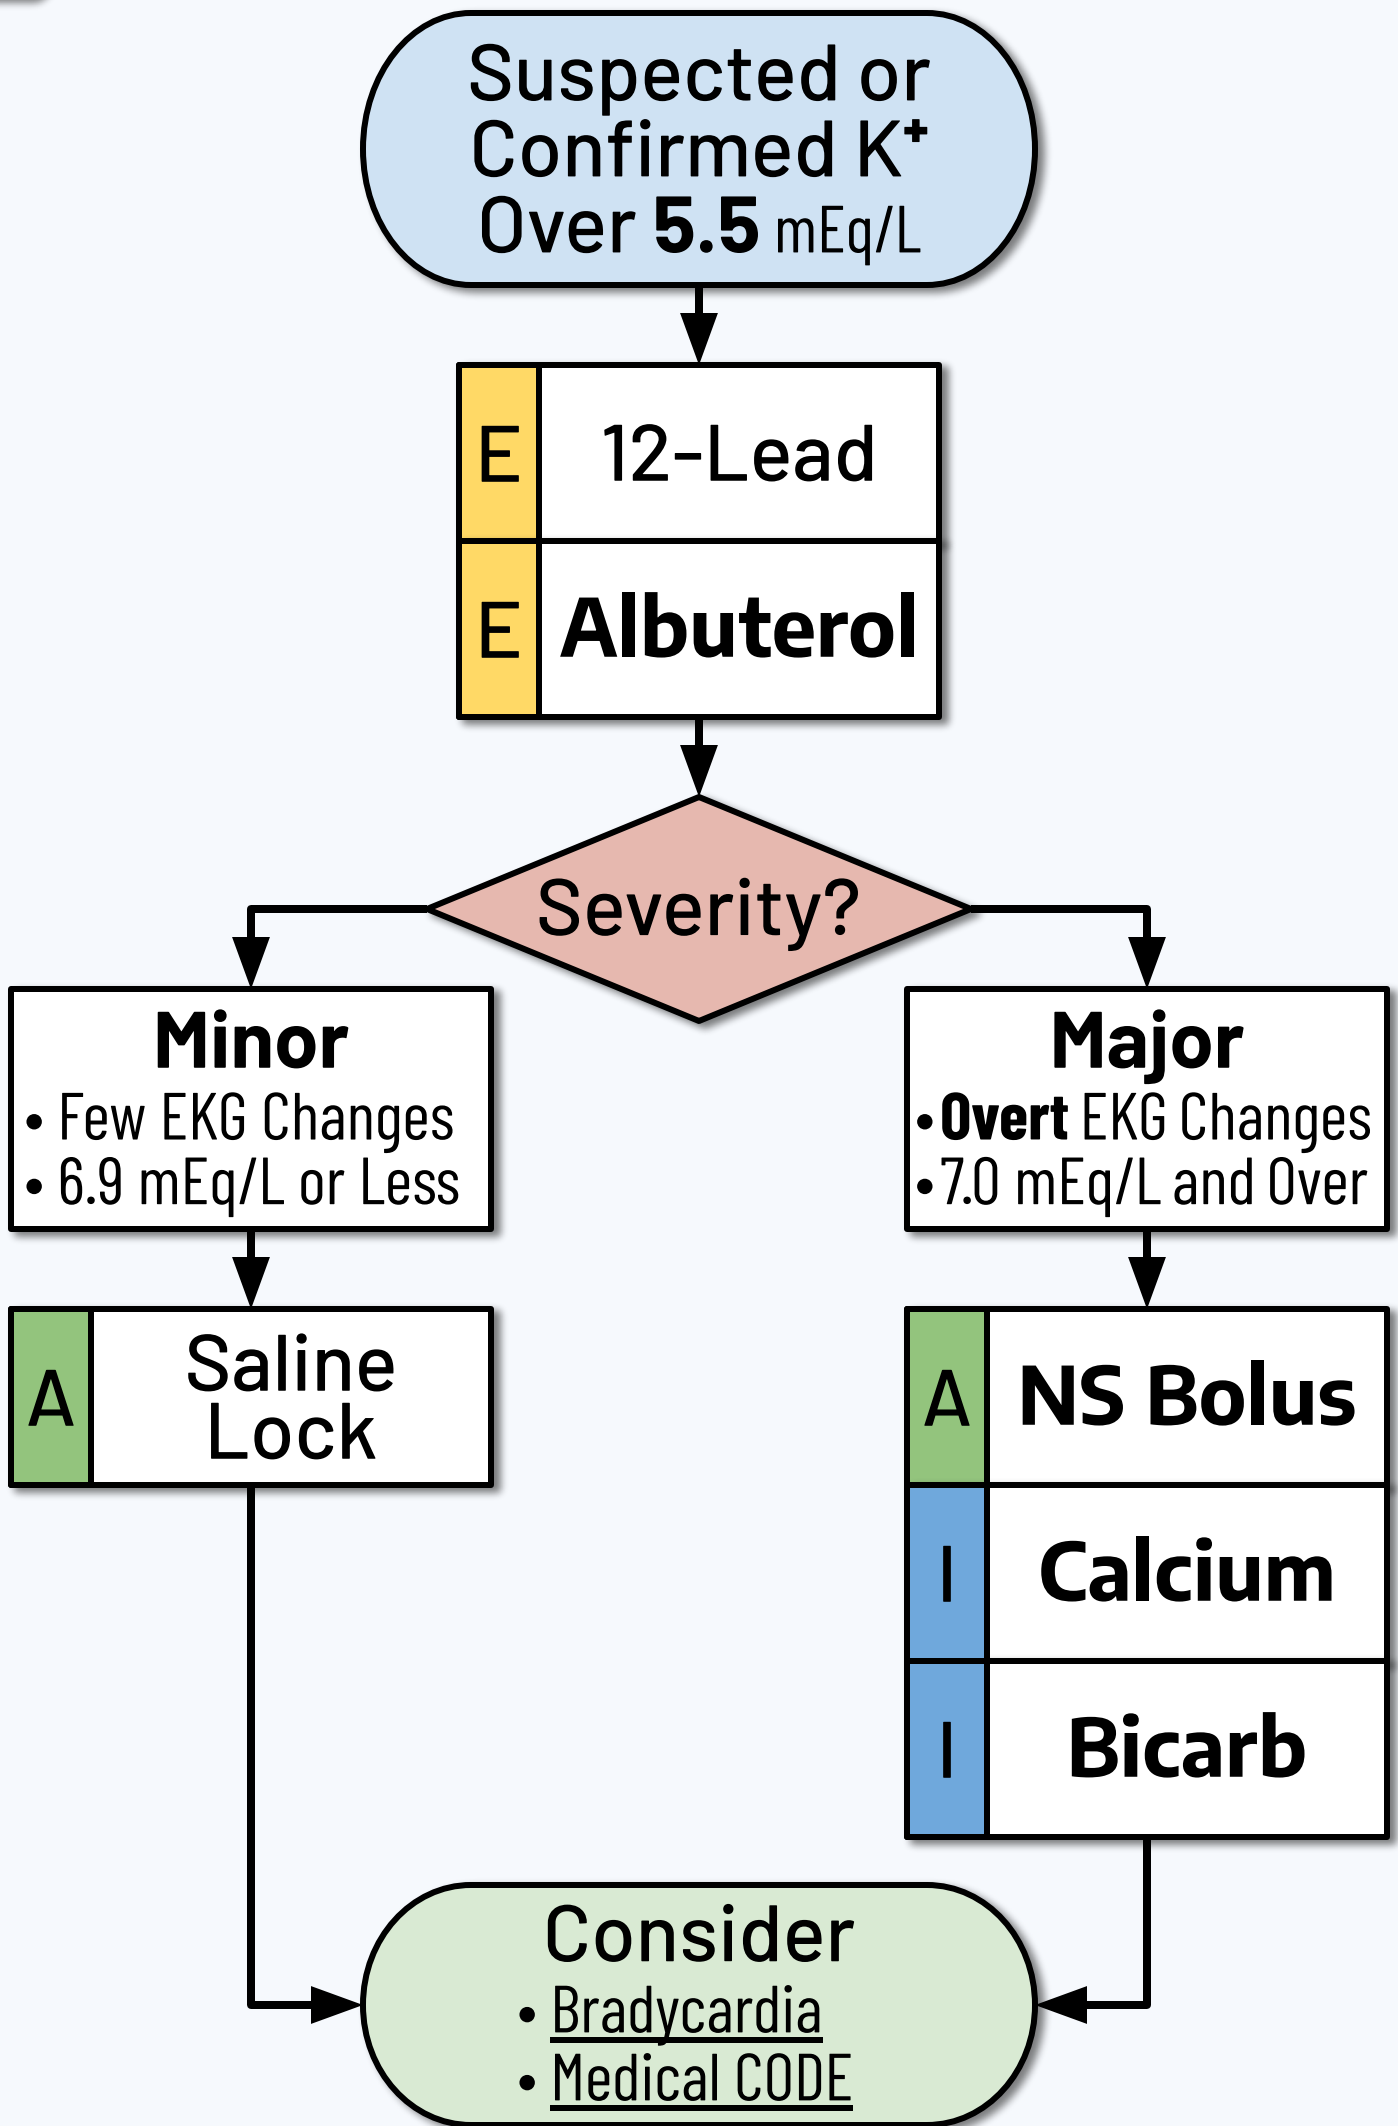 Suspected or
Confirmed K⁺
Over 5.5 mEq/L
E 12-Lead
E Albuterol
Severity?
Minor
• Few EKG Changes
• 6.9 mEq/L or Less
A Saline
Lock
Major
• Overt EKG Changes
• 7.0 mEq/L and Over
A NS Bolus
I Calcium
I Bicarb
Consider
• Bradycardia
• Medical CODE